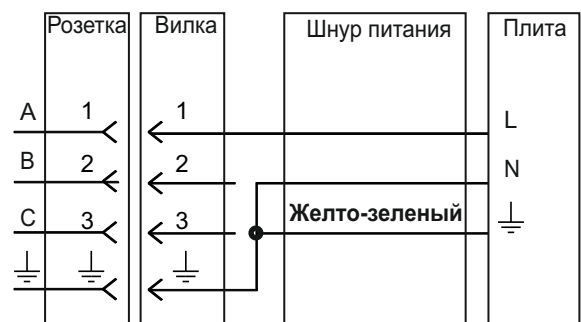 Розетка Вилка Шнур питания Плита
A 1 1 L
B 2 2 N
C 3 3 Желто-зеленый